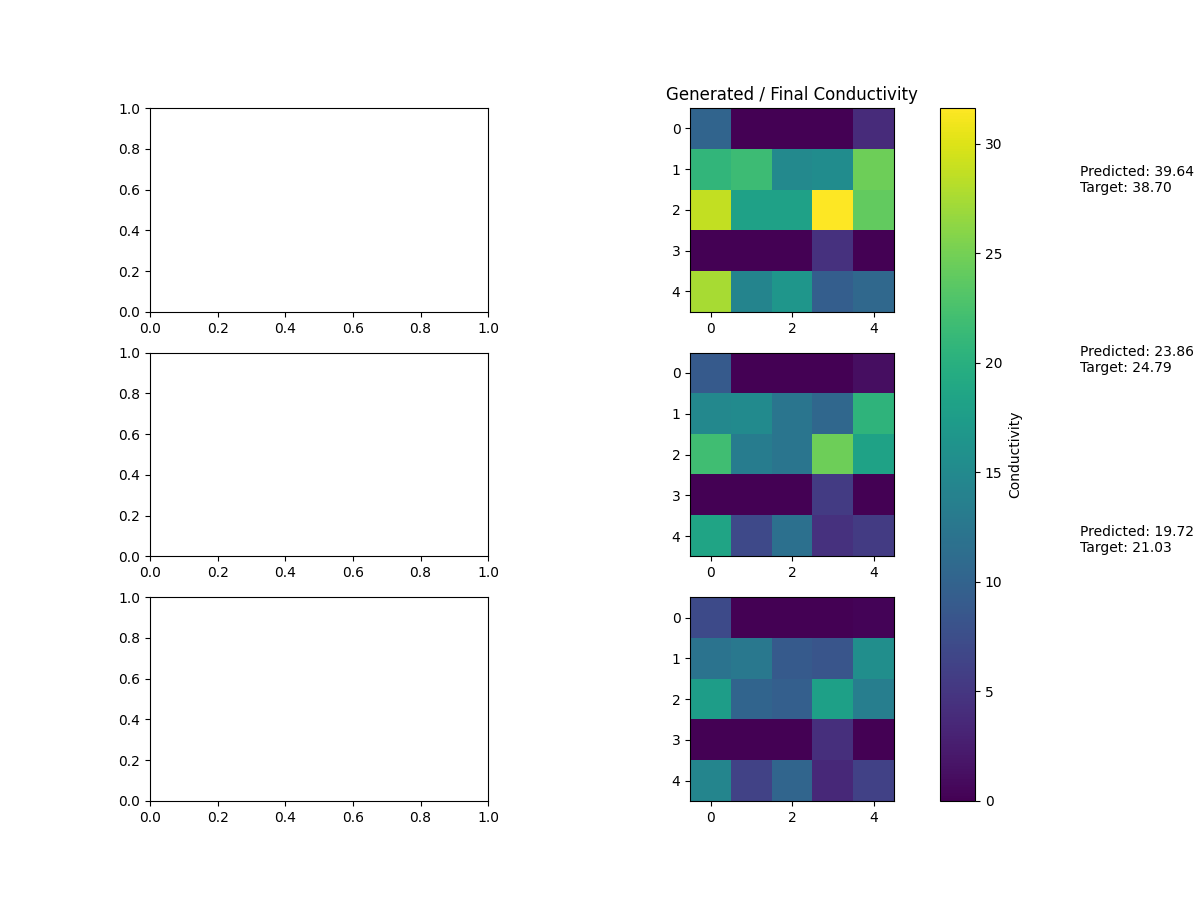 Generated / Final Conductivity
1.0
0.8
0.6
0.4
0.2
0.0
0.0 0.2 0.4 0.6 0.8 1.0
0
1
2
3
4
0 2 4
1.0
0.8
0.6
0.4
0.2
0.0
0.0 0.2 0.4 0.6 0.8 1.0
0
1
2
3
4
0 2 4
1.0
0.8
0.6
0.4
0.2
0.0
0.0 0.2 0.4 0.6 0.8 1.0
0
1
2
3
4
0 2 4
30
25
20
15
10
5
0
Conductivity
Predicted: 39.64
Target: 38.70
Predicted: 23.86
Target: 24.79
Predicted: 19.72
Target: 21.03